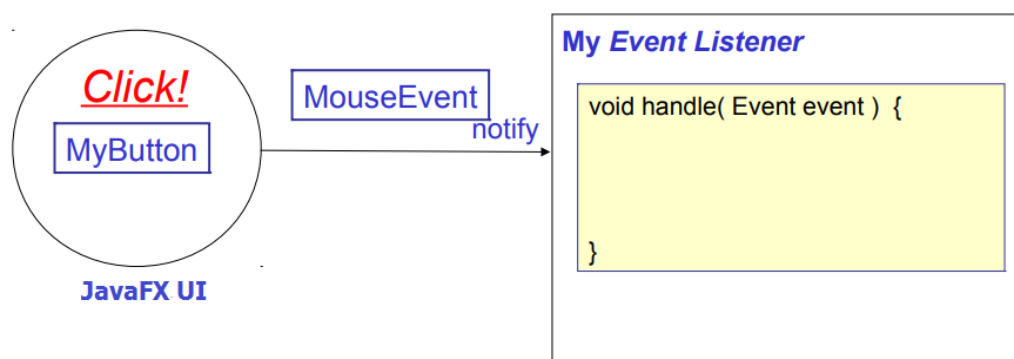 Click!
MyButton
JavaFX UI
MouseEvent
notify
My Event Listener
void handle( Event event ) {
}